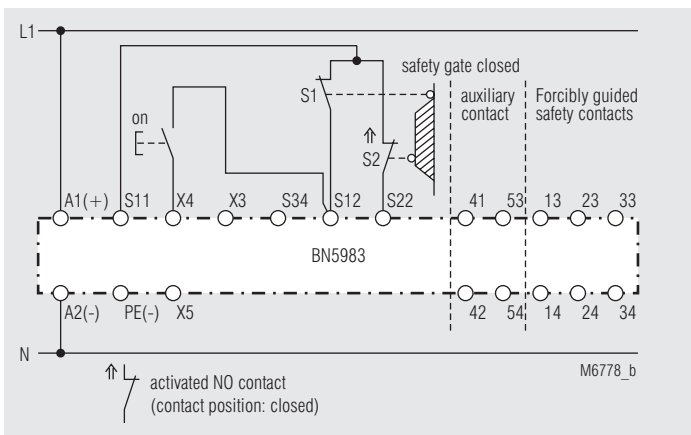 L1
safety gate closed
S1
auxiliary
contact
Forcibly guided
safety contacts
on
S2
A1(+) S11 X4 X3 S34 S12 S22 41 53 13 23 33
BN5983
A2(-) PE(-) X5 42 54 14 24 34
N
M6778_b
activated NO contact
(contact position: closed)